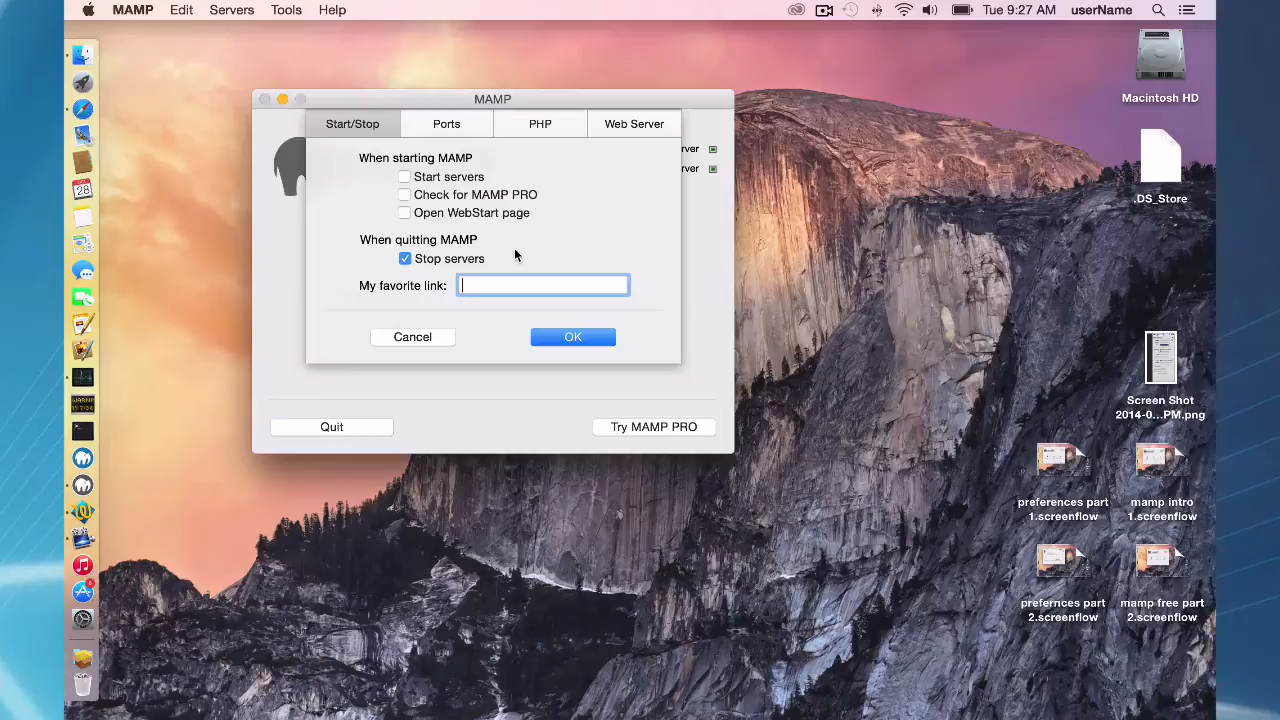 MAMP Edit Servers Tools Help
Tue 9:27 AM userName
MAMP
Start/Stop Ports PHP Web Server
When starting MAMP
Start servers
Check for MAMP PRO
Open WebStart page
When quitting MAMP
Stop servers
My favorite link:
Cancel OK
rver
rver
Quit Try MAMP PRO
Macintosh HD
.DS_Store
Screen Shot
2014-0...PM.png
preferences part
1.screenflow
mamp intro
1.screenflow
prefernces part
2.screenflow
mamp free part
2.screenflow
28